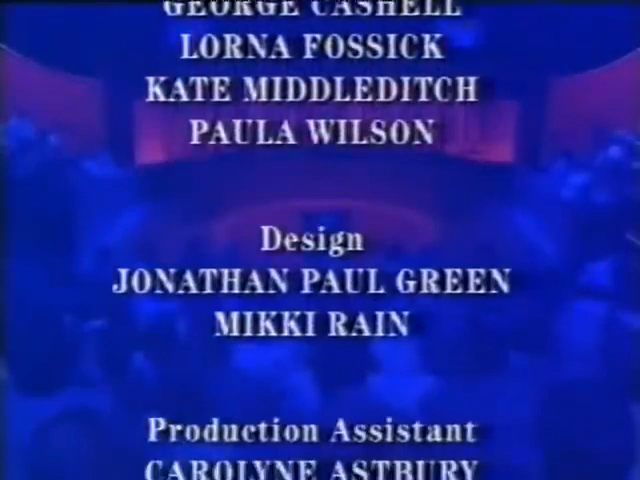 GEORGE CASHELL
LORNA FOSSICK
KATE MIDDLEDITCH
PAULA WILSON
Design
JONATHAN PAUL GREEN
MIKKI RAIN
Production Assistant
CAROLYNE ASTBURY